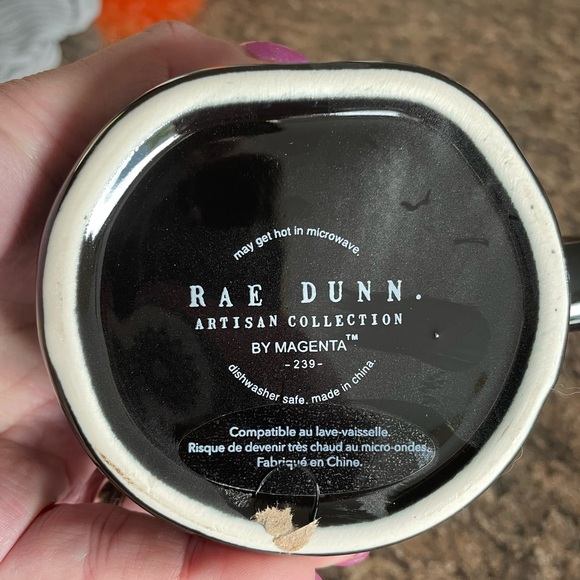 may get hot in microwave.
RAE DUNN.
ARTISAN COLLECTION
BY MAGENTA™
-239-
dishwasher safe. made in china.
Compatible au lave-vaisselle.
Risque de devenir très chaud au micro-ondes.
Fabriqué en Chine.